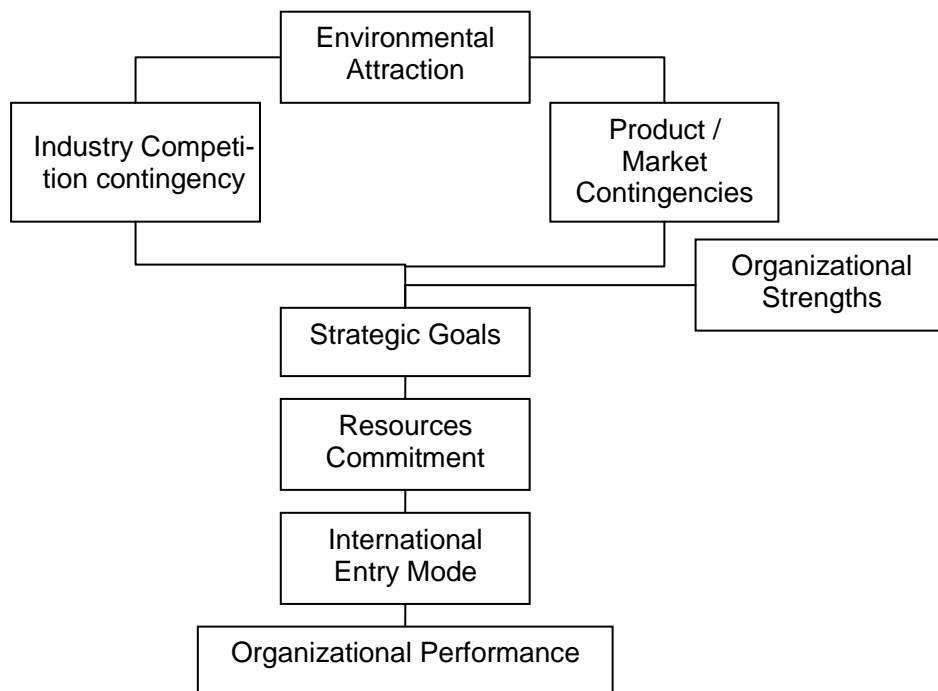 Environmental
Attraction
Industry Competi-
tion contingency
Product /
Market
Contingencies
Organizational
Strengths
Strategic Goals
Resources
Commitment
International
Entry Mode
Organizational Performance